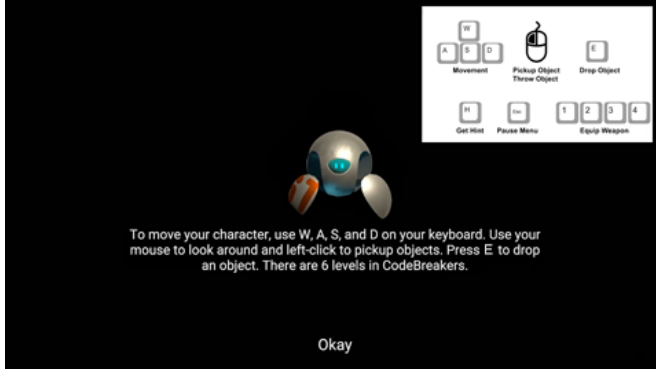 W
A S D
Movement
Pickup Object
Throw Object
E
Drop Object
H
Get Hint
Esc
Pause Menu
1 2 3 4
Equip Weapon
To move your character, use W, A, S, and D on your keyboard. Use your
mouse to look around and left-click to pickup objects. Press E to drop
an object. There are 6 levels in CodeBreakers.
Okay